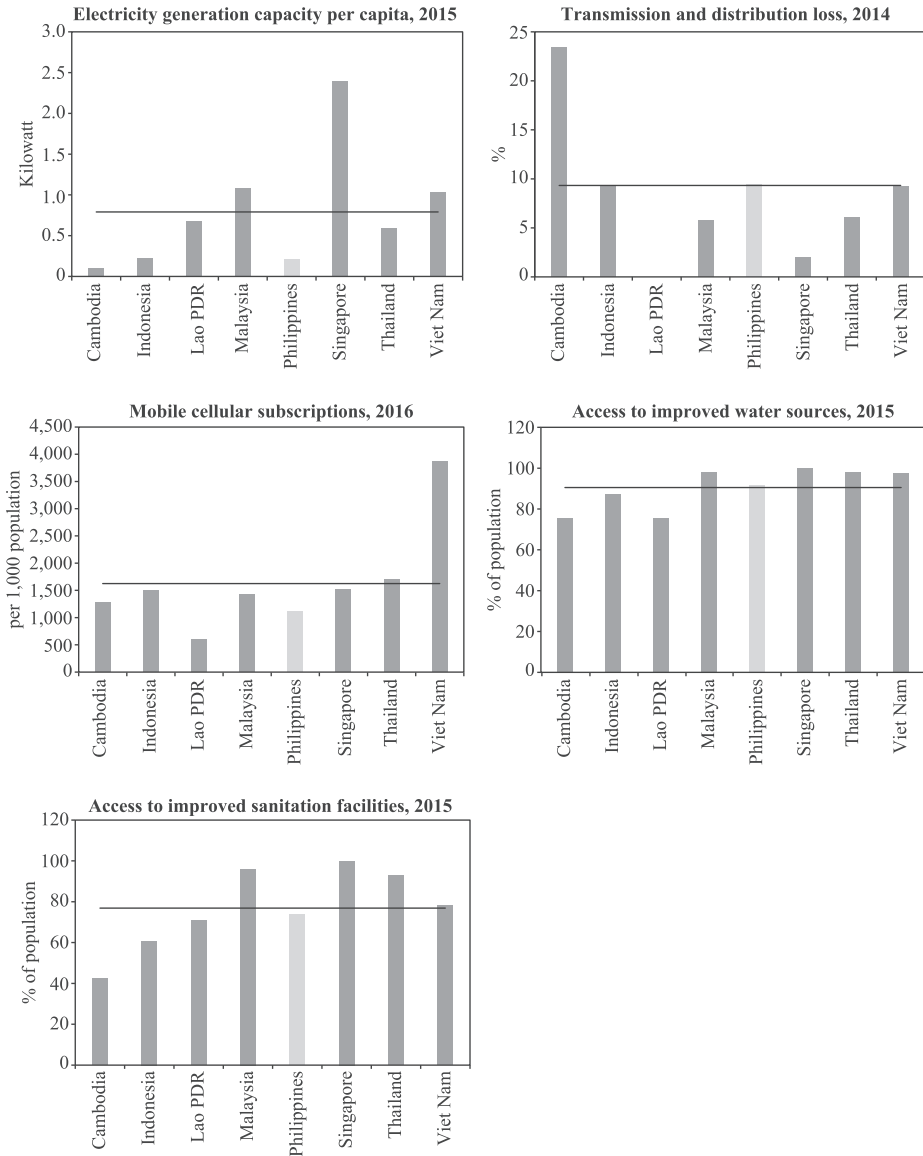 Electricity generation capacity per capita, 2015
3.0
2.5
2.0
1.5
1.0
0.5
0
Kilowatt
Cambodia
Indonesia
Lao PDR
Malaysia
Philippines
Singapore
Thailand
Viet Nam
Transmission and distribution loss, 2014
25
20
15
10
5
0
%
Cambodia
Indonesia
Lao PDR
Malaysia
Philippines
Singapore
Thailand
Viet Nam
Mobile cellular subscriptions, 2016
4,500
4,000
3,500
3,000
2,500
2,000
1,500
1,000
500
0
per 1,000 population
Cambodia
Indonesia
Lao PDR
Malaysia
Philippines
Singapore
Thailand
Viet Nam
Access to improved water sources, 2015
120
100
80
60
40
20
0
% of population
Cambodia
Indonesia
Lao PDR
Malaysia
Philippines
Singapore
Thailand
Viet Nam
Access to improved sanitation facilities, 2015
120
100
80
60
40
20
0
% of population
Cambodia
Indonesia
Lao PDR
Malaysia
Philippines
Singapore
Thailand
Viet Nam